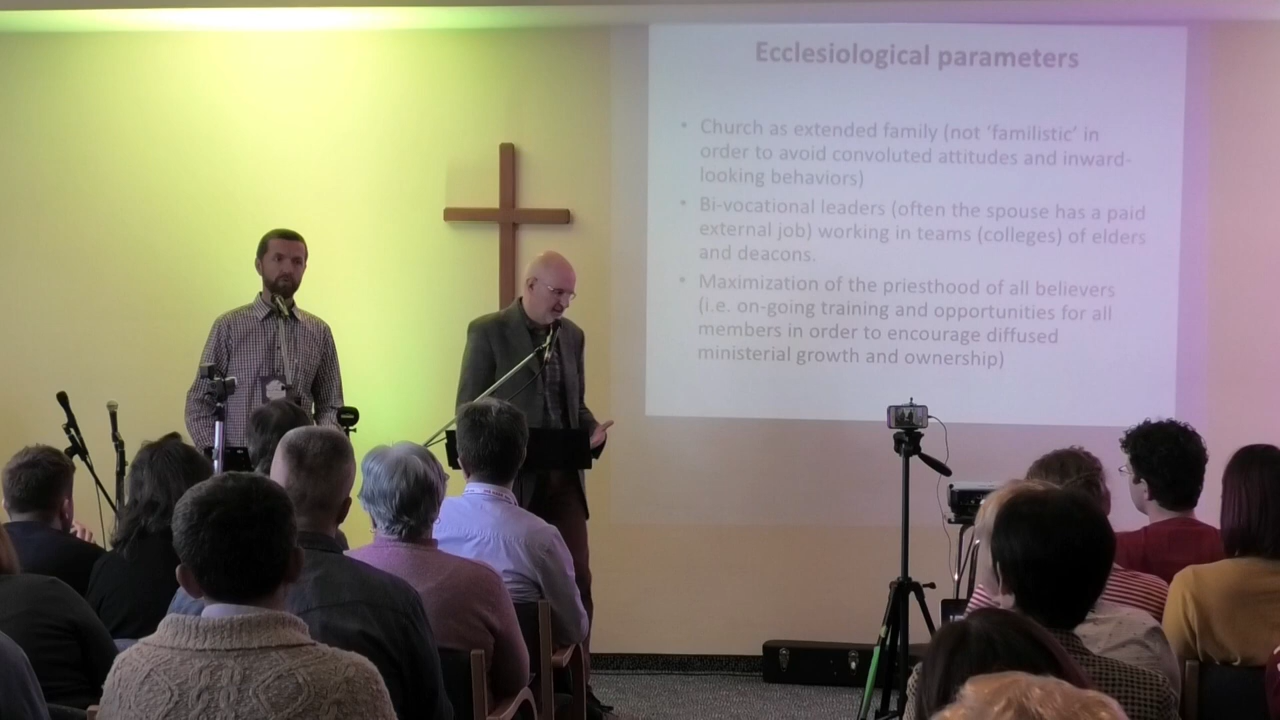 Ecclesiological parameters
• Church as extended family (not ‘familistic’ in
order to avoid convoluted attitudes and inward-
looking behaviors)
• Bi-vocational leaders (often the spouse has a paid
external job) working in teams (colleges) of elders
and deacons.
• Maximization of the priesthood of all believers
(i.e. on-going training and opportunities for all
members in order to encourage diffused
ministerial growth and ownership)